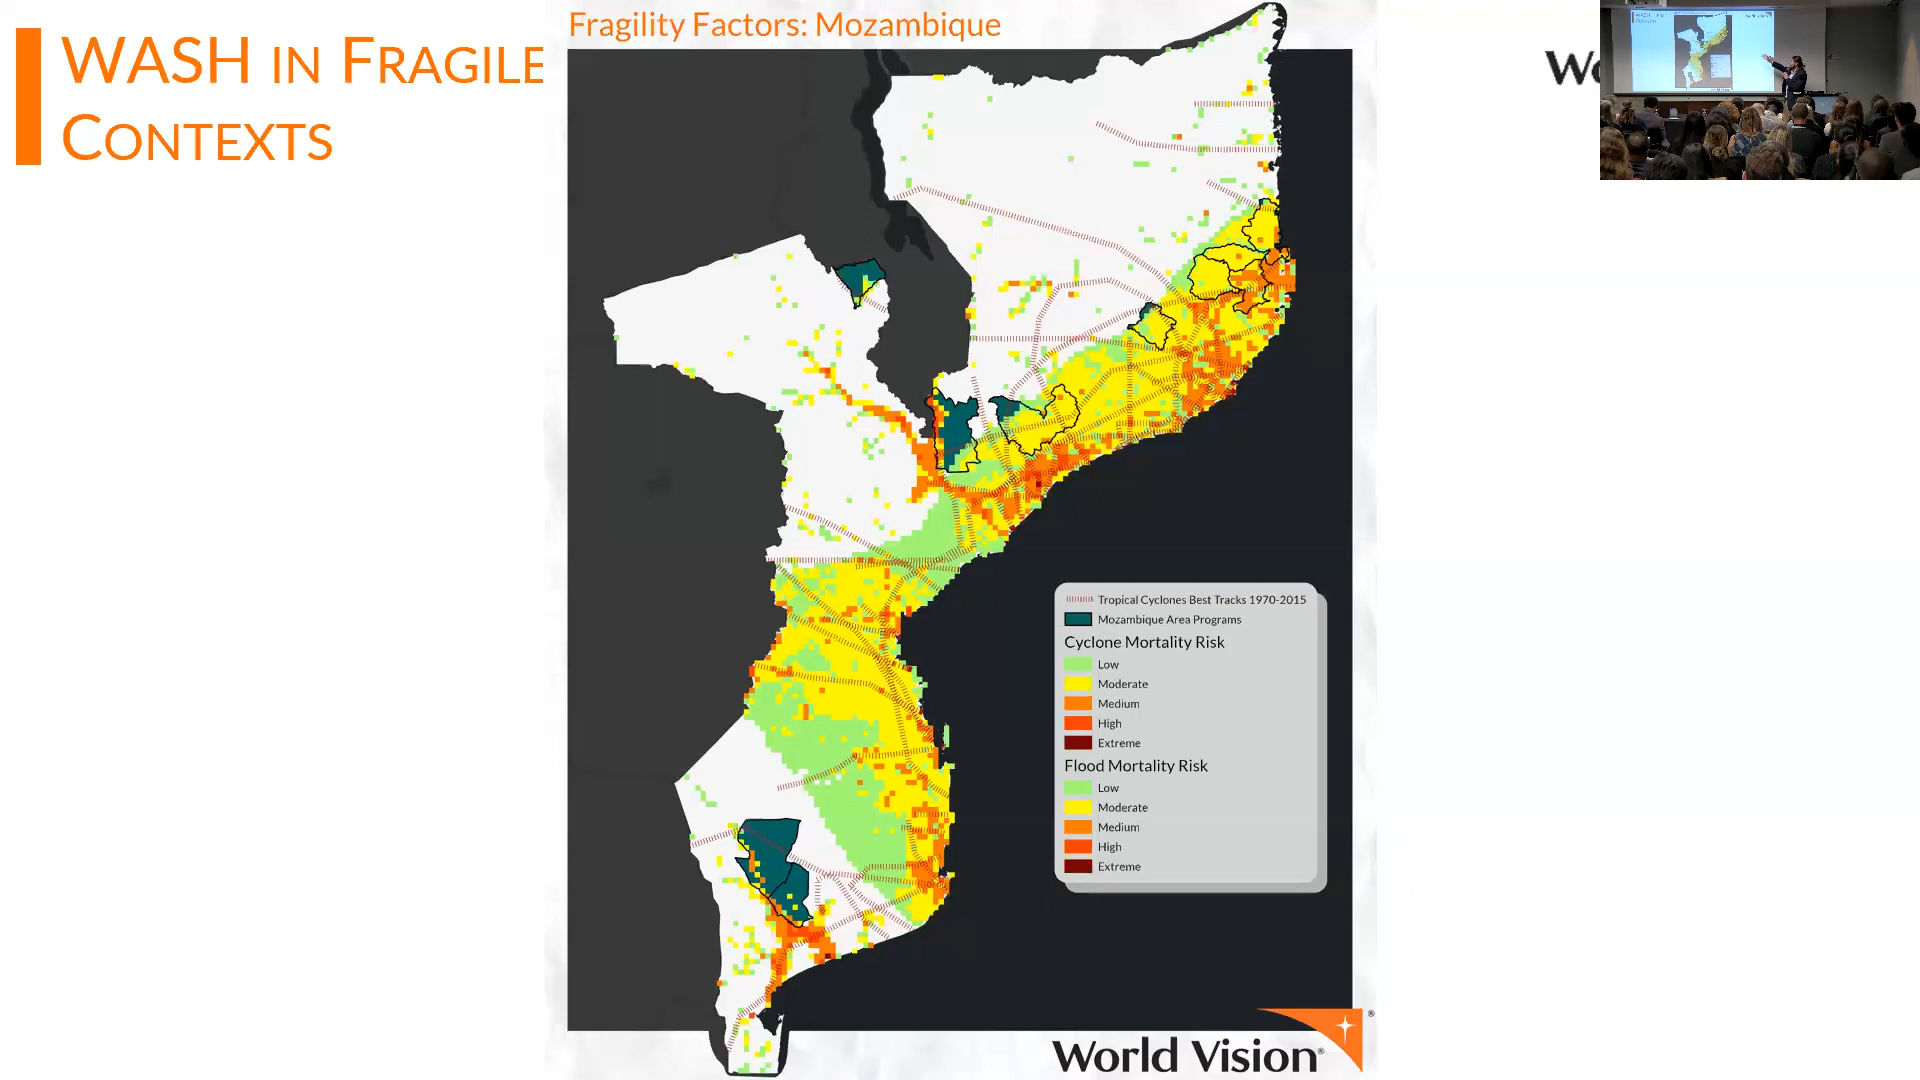 WASH IN FRAGILE
CONTEXTS
Fragility Factors: Mozambique
Wo
Tropical Cyclones Best Tracks 1970-2015
Mozambique Area Programs
Cyclone Mortality Risk
Low
Moderate
Medium
High
Extreme
Flood Mortality Risk
Low
Moderate
Medium
High
Extreme
World Vision®
®